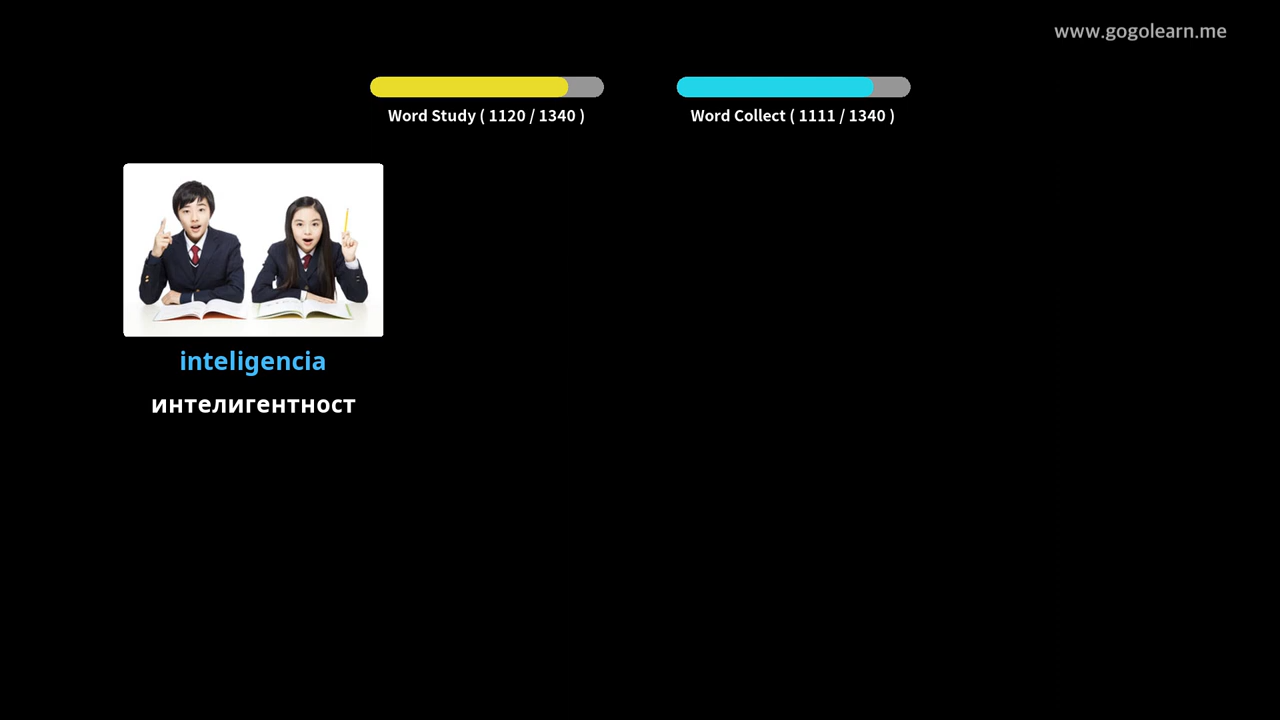 www.gogolearn.me
Word Study ( 1120 / 1340 )
Word Collect ( 1111 / 1340 )
inteligencia
интелигентност